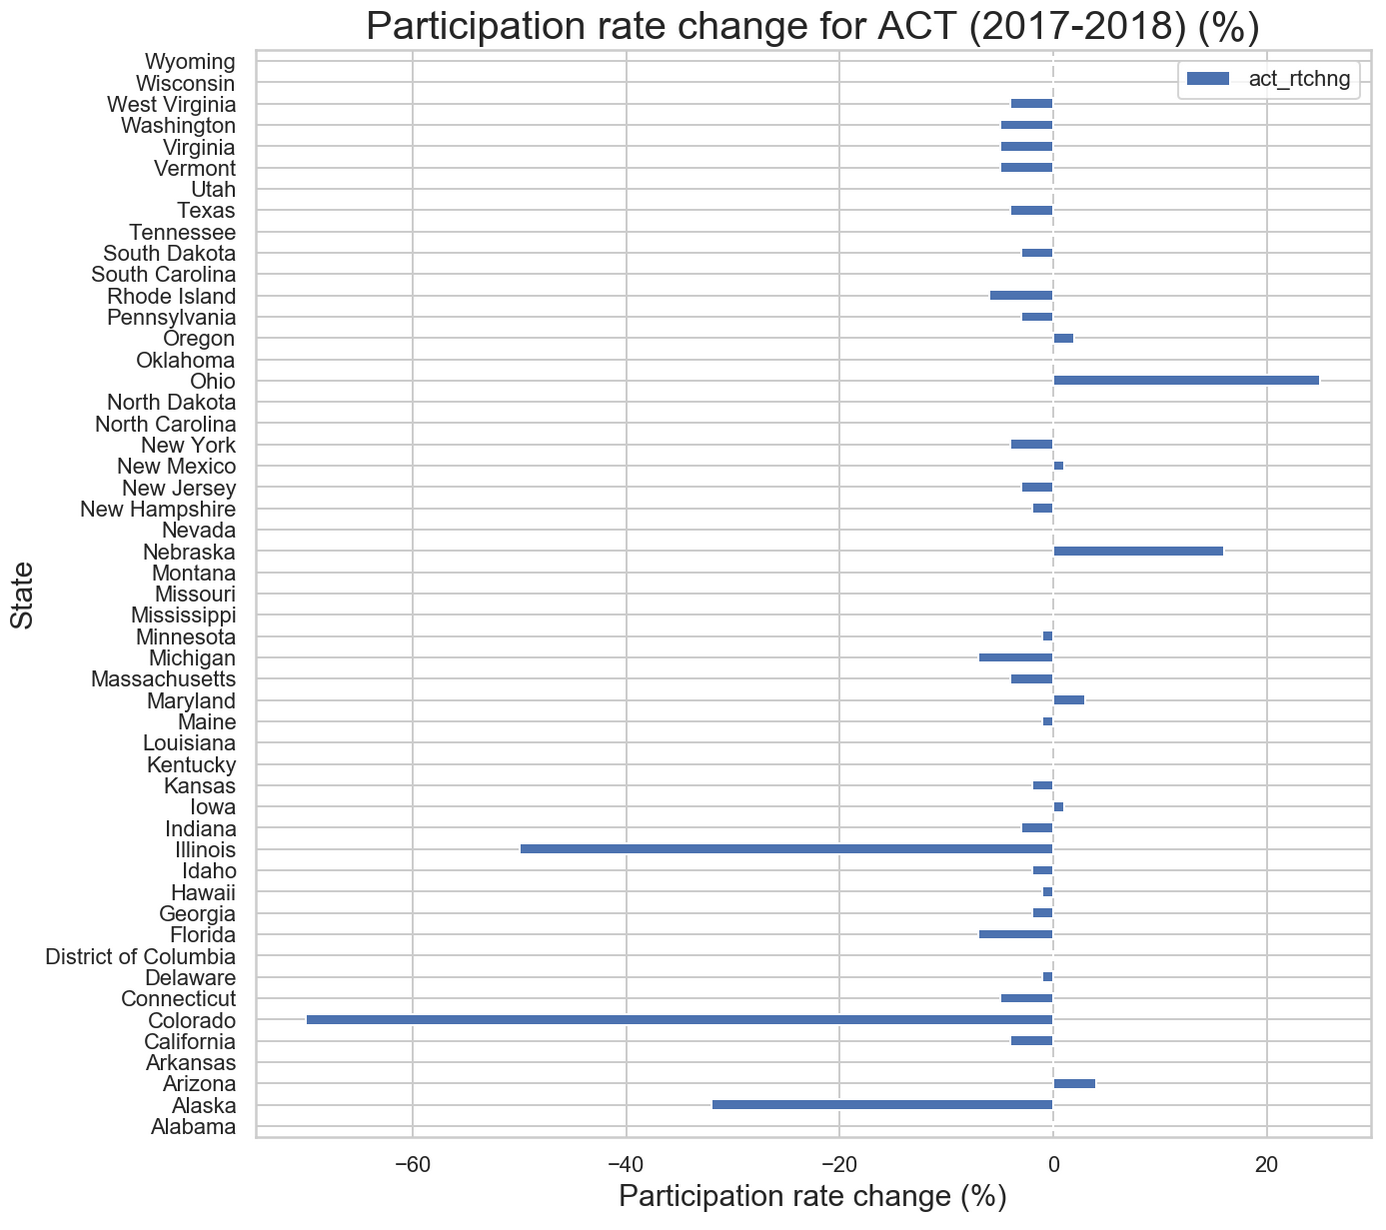 Participation rate change for ACT (2017-2018) (%)
act_rtchng
State
Wyoming
Wisconsin
West Virginia
Washington
Virginia
Vermont
Utah
Texas
Tennessee
South Dakota
South Carolina
Rhode Island
Pennsylvania
Oregon
Oklahoma
Ohio
North Dakota
North Carolina
New York
New Mexico
New Jersey
New Hampshire
Nevada
Nebraska
Montana
Missouri
Mississippi
Minnesota
Michigan
Massachusetts
Maryland
Maine
Louisiana
Kentucky
Kansas
Iowa
Indiana
Illinois
Idaho
Hawaii
Georgia
Florida
District of Columbia
Delaware
Connecticut
Colorado
California
Arkansas
Arizona
Alaska
Alabama
−60 −40 −20 0 20
Participation rate change (%)